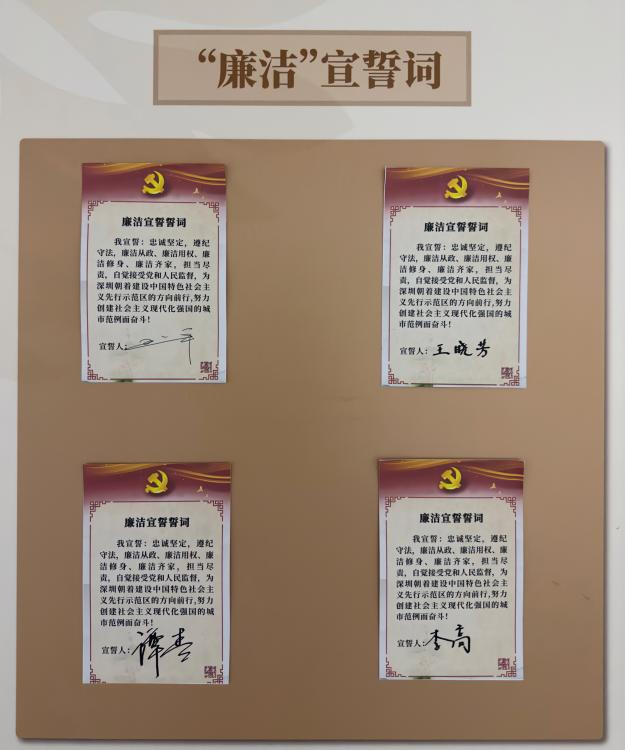 “廉洁”宣誓词
廉洁宣誓誓词
我宣誓：忠诚坚定，遵纪
守法，廉洁从政、廉洁用权、廉
洁修身、廉洁齐家，担当尽
责，自觉接受党和人民监督，为
深圳朝着建设中国特色社会主
义先行示范区的方向前行,努力
创建社会主义现代化强国的城
市范例而奋斗！
宣誓人：
廉洁宣誓誓词
我宣誓：忠诚坚定，遵纪
守法，廉洁从政、廉洁用权、廉
洁修身、廉洁齐家，担当尽
责，自觉接受党和人民监督，为
深圳朝着建设中国特色社会主
义先行示范区的方向前行,努力
创建社会主义现代化强国的城
市范例而奋斗！
宣誓人：王晓芳
廉洁宣誓誓词
我宣誓：忠诚坚定，遵纪
守法，廉洁从政、廉洁用权、廉
洁修身、廉洁齐家，担当尽
责，自觉接受党和人民监督，为
深圳朝着建设中国特色社会主
义先行示范区的方向前行,努力
创建社会主义现代化强国的城
市范例而奋斗！
宣誓人：
廉洁宣誓誓词
我宣誓：忠诚坚定，遵纪
守法，廉洁从政、廉洁用权、廉
洁修身、廉洁齐家，担当尽
责，自觉接受党和人民监督，为
深圳朝着建设中国特色社会主
义先行示范区的方向前行,努力
创建社会主义现代化强国的城
市范例而奋斗！
宣誓人：李高